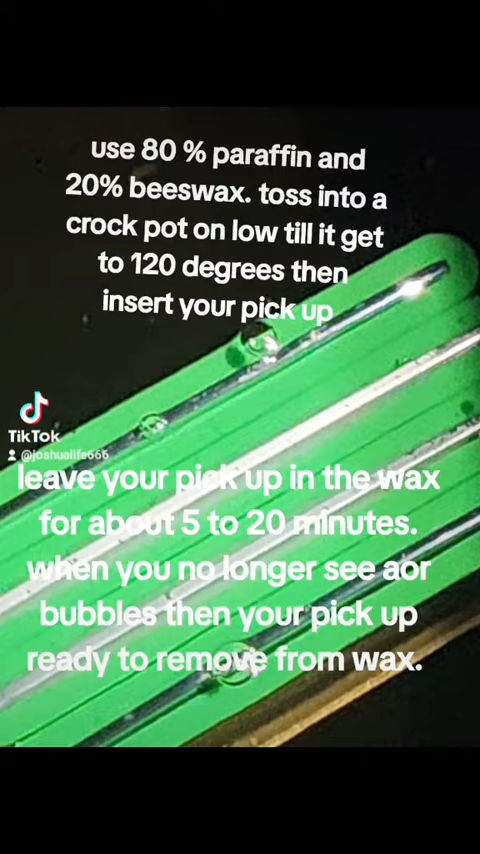 use 80 % paraffin and
20% beeswax. toss into a
crock pot on low till it get
to 120 degrees then
insert your pick up
TikTok
@joshualife666
leave your pick up in the wax
for about 5 to 20 minutes.
when you no longer see aor
bubbles then your pick up
ready to remove from wax.